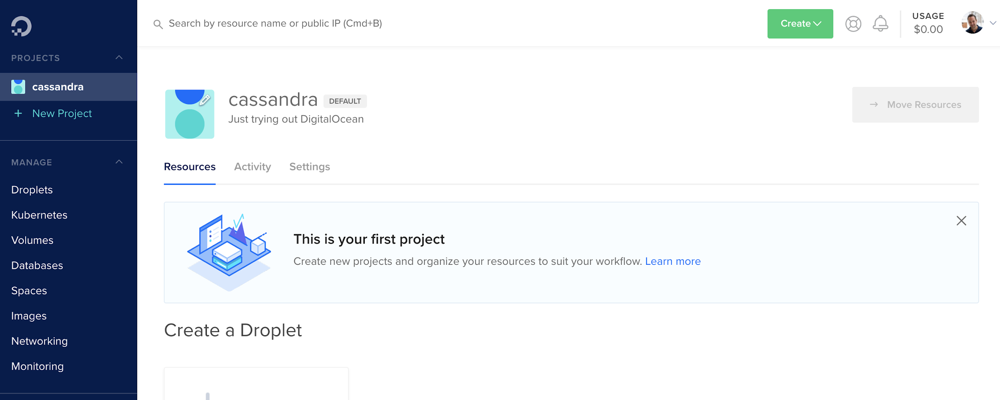 Search by resource name or public IP (Cmd+B)
Create
USAGE
$0.00
PROJECTS
cassandra
New Project
MANAGE
Droplets
Kubernetes
Volumes
Databases
Spaces
Images
Networking
Monitoring
cassandra DEFAULT
Just trying out DigitalOcean
→ Move Resources
Resources Activity Settings
This is your first project
Create new projects and organize your resources to suit your workflow. Learn more
Create a Droplet